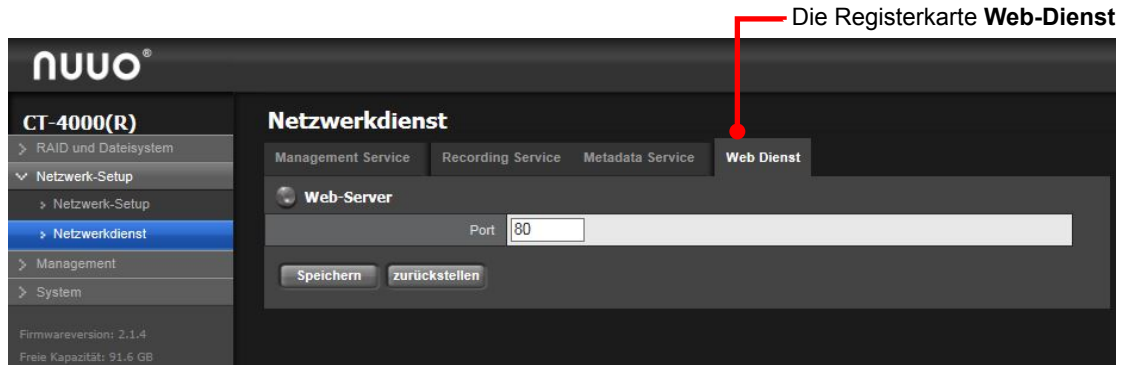 Die Registerkarte Web-Dienst
nuuo®
CT-4000(R)
RAID und Dateisystem
Netzwerk-Setup
Netzwerk-Setup
Netzwerkdienst
Management
System
Firmwareversion: 2.1.4
Freie Kapazität: 91.6 GB
Netzwerkdienst
Management Service Recording Service Metadata Service Web Dienst
Web-Server
Port 80
Speichern zurückstellen